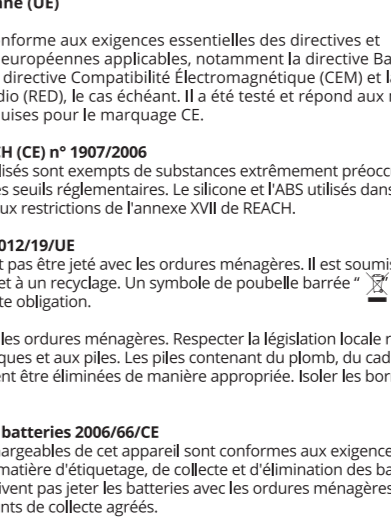 (UE)
onforme aux exigences essentielles des directives et
européennes applicables, notamment la directive Ba
directive Compatibilité Électromagnétique (CEM) et l
dio (RED), le cas échéant. Il a été testé et répond aux
uises pour le marquage CE.
CH (CE) n° 1907/2006
lisés sont exempts de substances extrêmement préocc
es seuils réglementaires. Le silicone et l'ABS utilisés dans
ux restrictions de l'annexe XVII de REACH.
012/19/UE
t pas être jeté avec les ordures ménagères. Il est soumis
et à un recyclage. Un symbole de poubelle barrée “
te obligation.
les ordures ménagères. Respecter la législation locale r
ques et aux piles. Les piles contenant du plomb, du cad
ent être éliminées de manière appropriée. Isoler les bor
batteries 2006/66/CE
hargeables de cet appareil sont conformes aux exigence
matière d'étiquetage, de collecte et d'élimination des ba
ivent pas jeter les batteries avec les ordures ménagères
nts de collecte agréés.